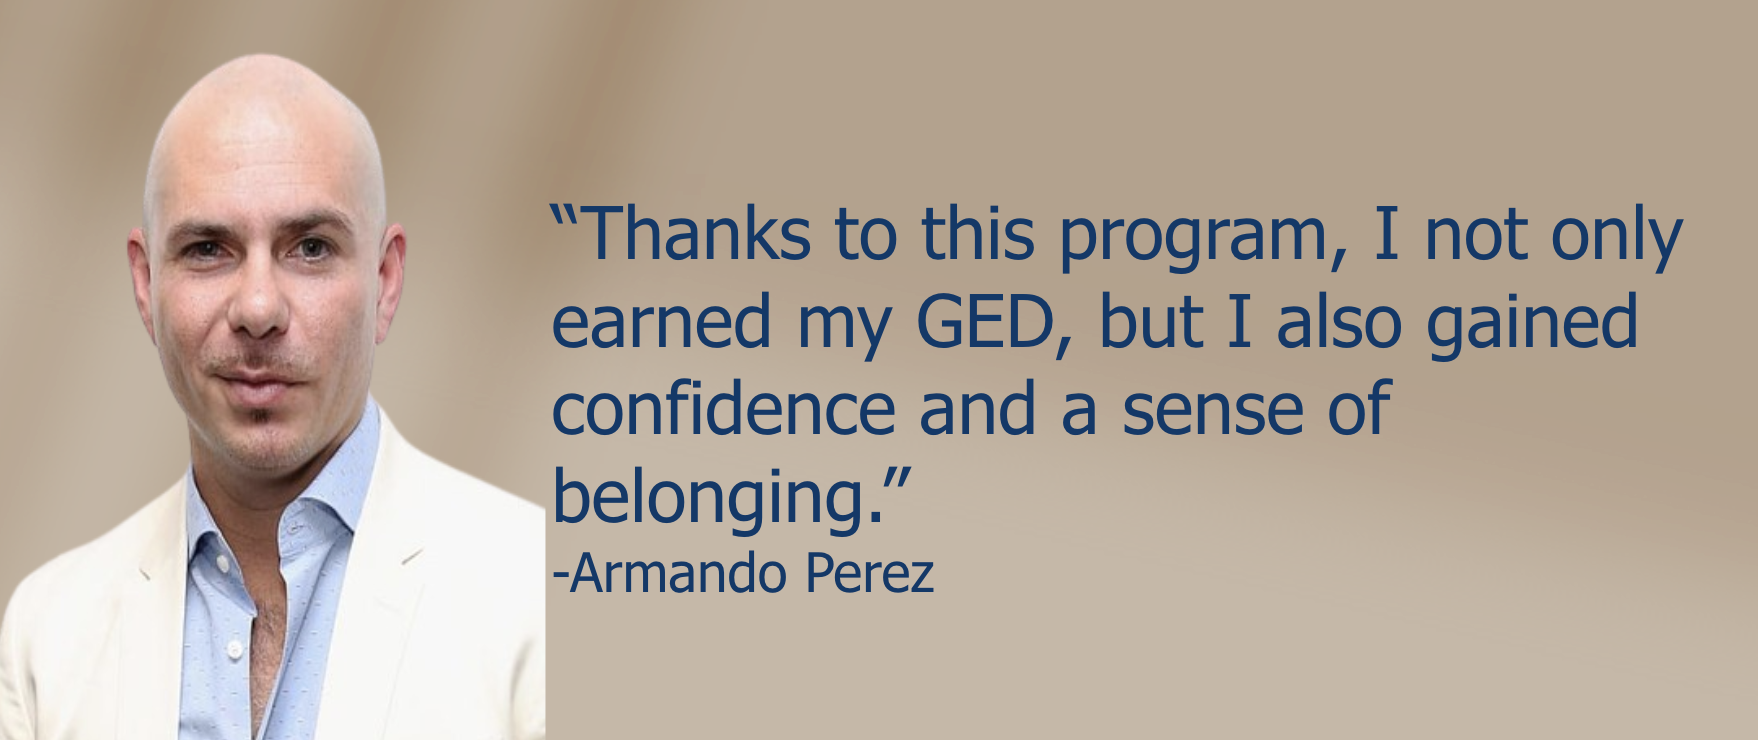 “Thanks to this program, I not only
earned my GED, but I also gained
confidence and a sense of
belonging.”
-Armando Perez